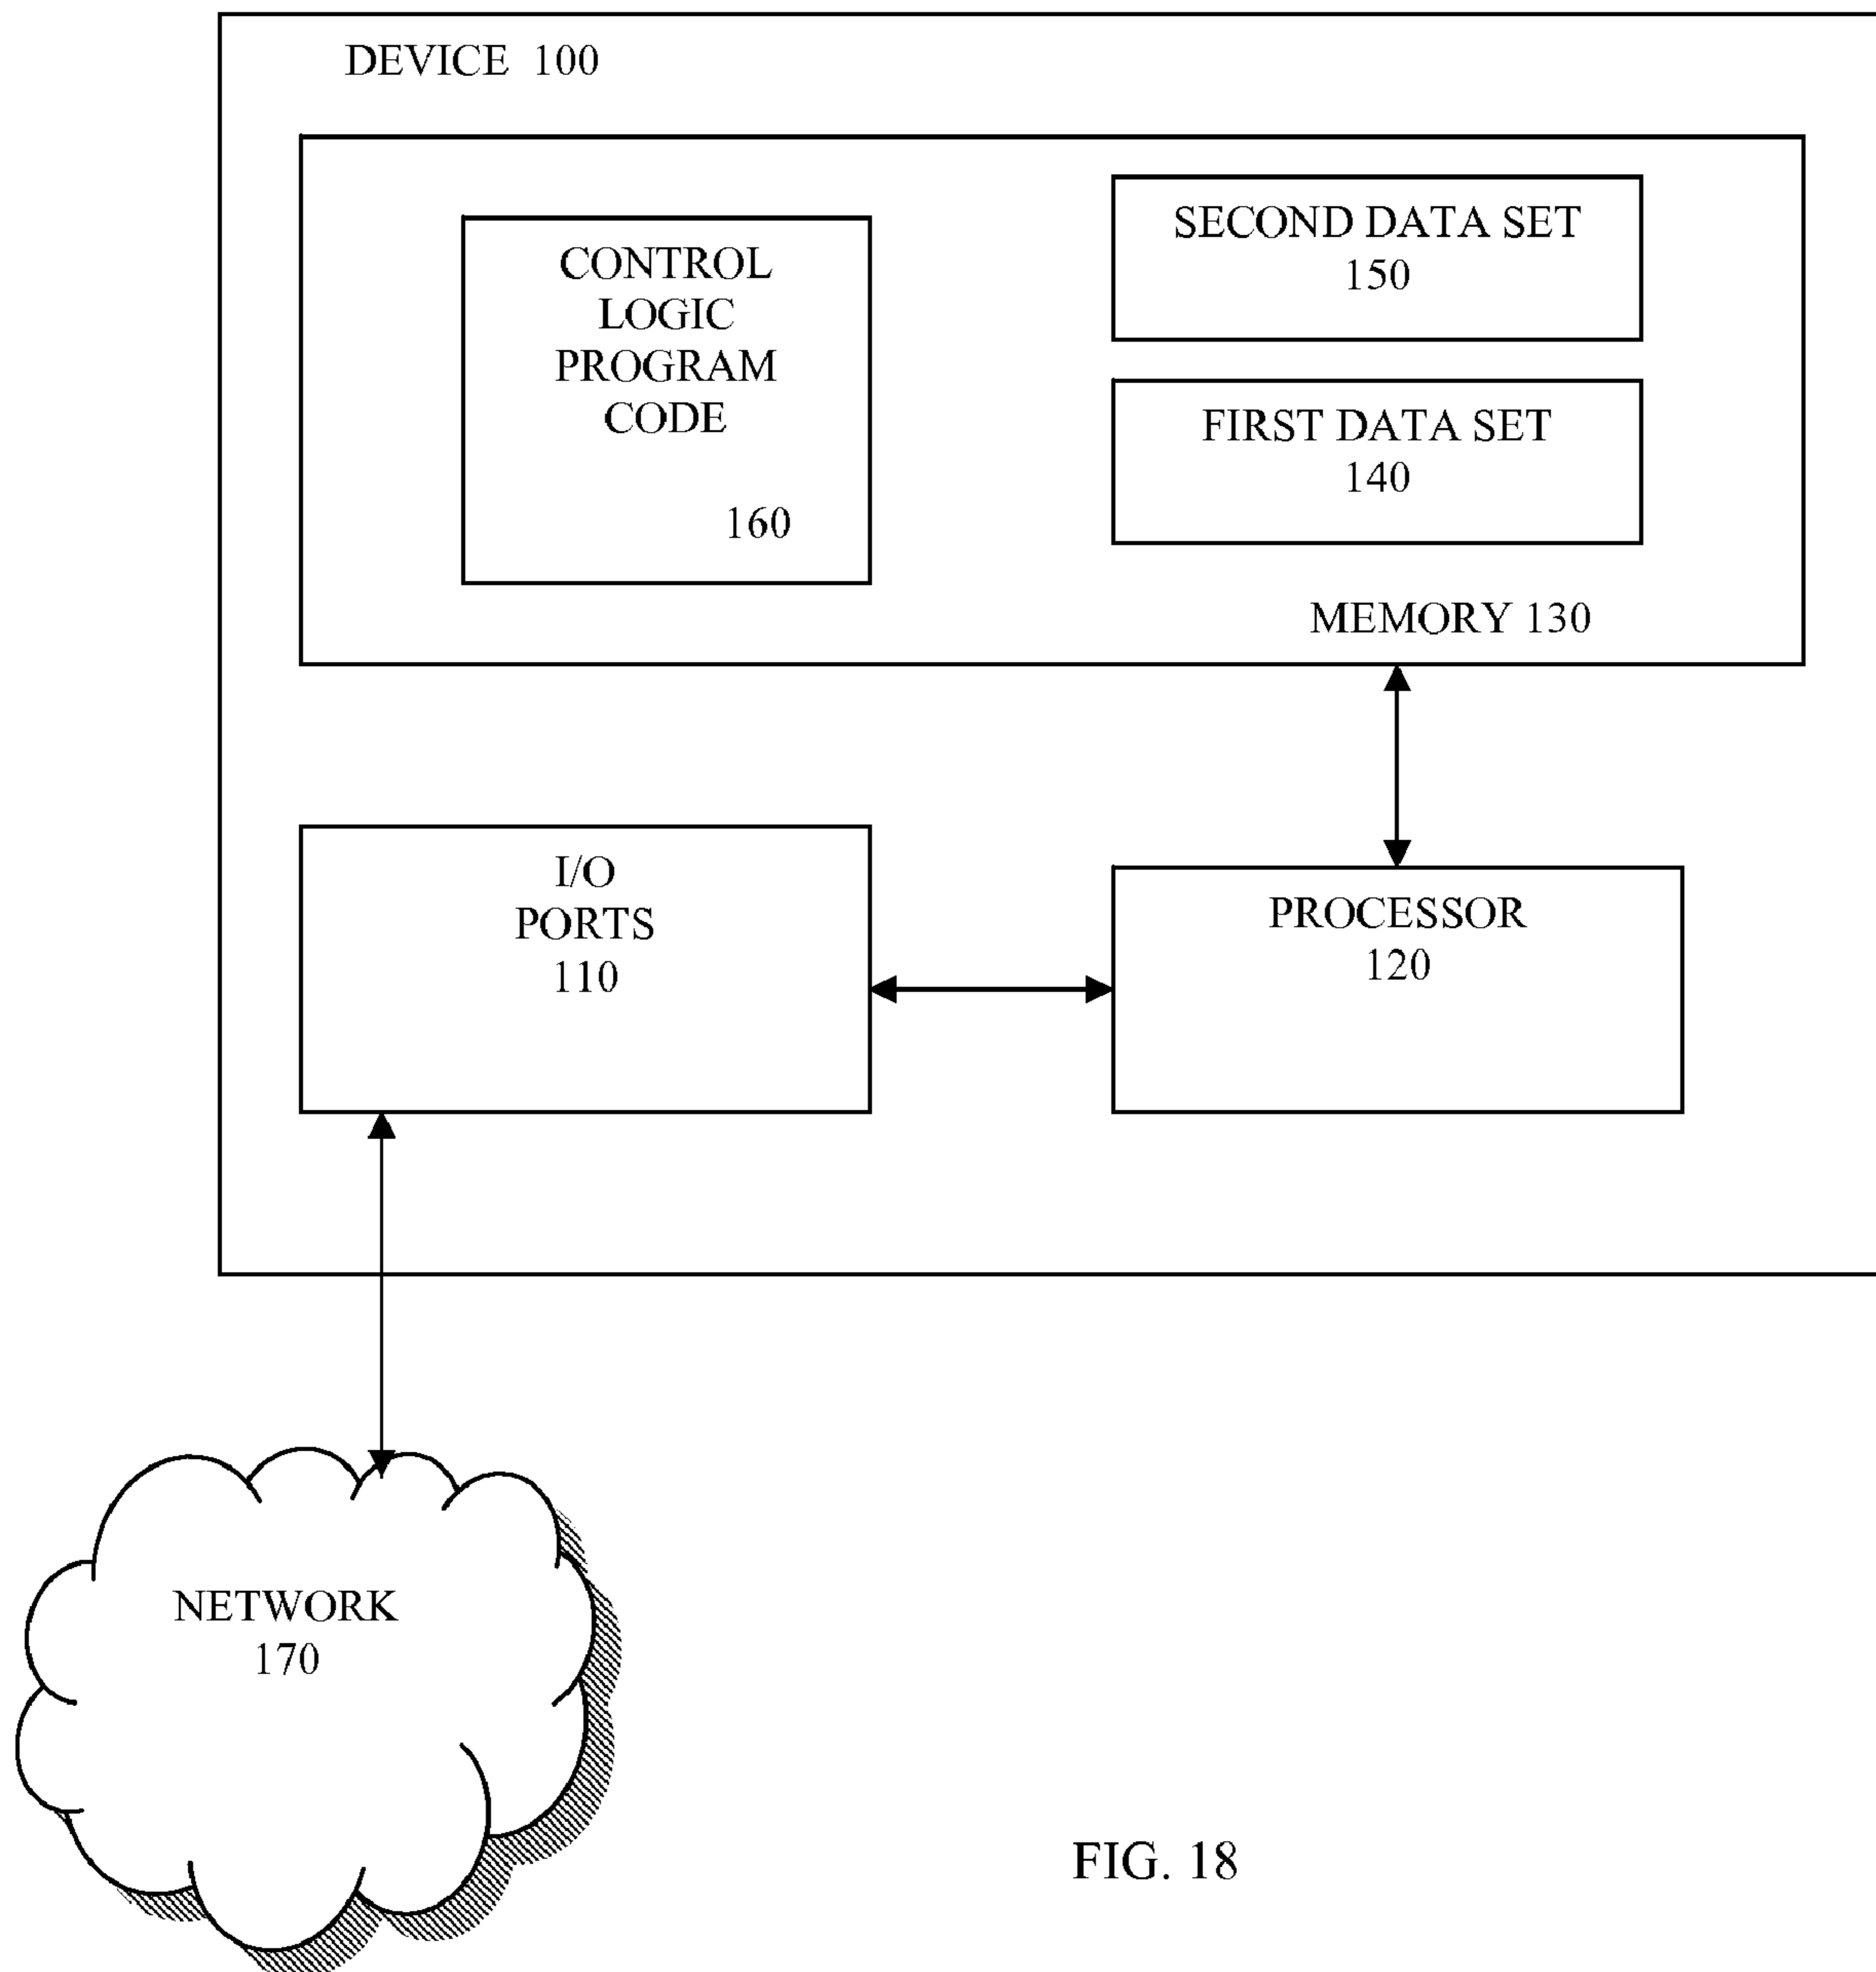 DEVICE 100
CONTROL
LOGIC
PROGRAM
CODE
160
SECOND DATA SET
150
FIRST DATA SET
140
MEMORY 130
I/O
PORTS
110
PROCESSOR
120
NETWORK
170
FIG. 18